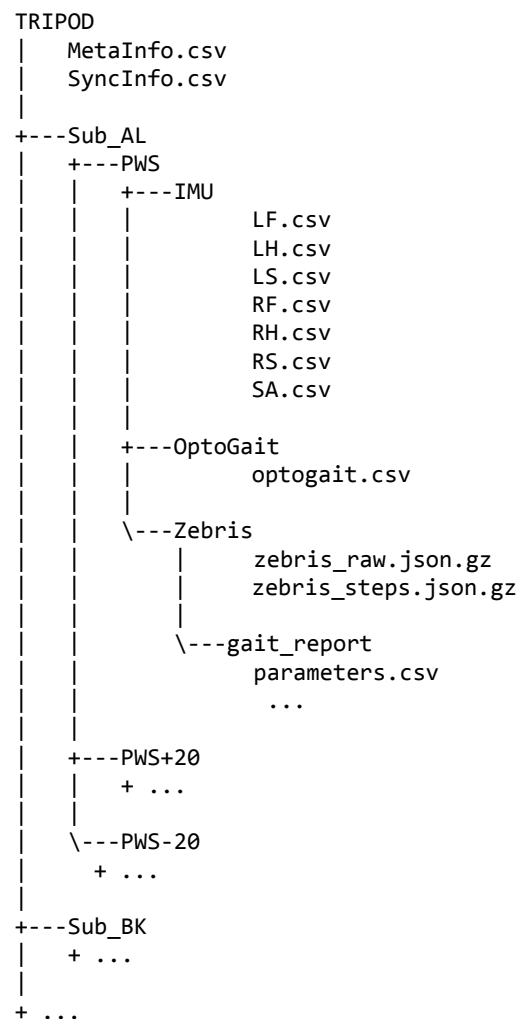 TRIPOD
|   MetaInfo.csv
|   SyncInfo.csv
|
+---Sub_AL
|   +---PWS
|   |   +---IMU
|   |   |       LF.csv
|   |   |       LH.csv
|   |   |       LS.csv
|   |   |       RF.csv
|   |   |       RH.csv
|   |   |       RS.csv
|   |   |       SA.csv
|   |   |
|   |   +---OptoGait
|   |   |       optogait.csv
|   |   |
|   |   \---Zebris
|   |       |   zebris_raw.json.gz
|   |       |   zebris_steps.json.gz
|   |       |
|   |       \---gait_report
|   |           parameters.csv
|   |            ...
|   |
|   +---PWS+20
|   |   + ...
|   |
|   \---PWS-20
|     + ...
|
+---Sub_BK
|   + ...
|
+ ...